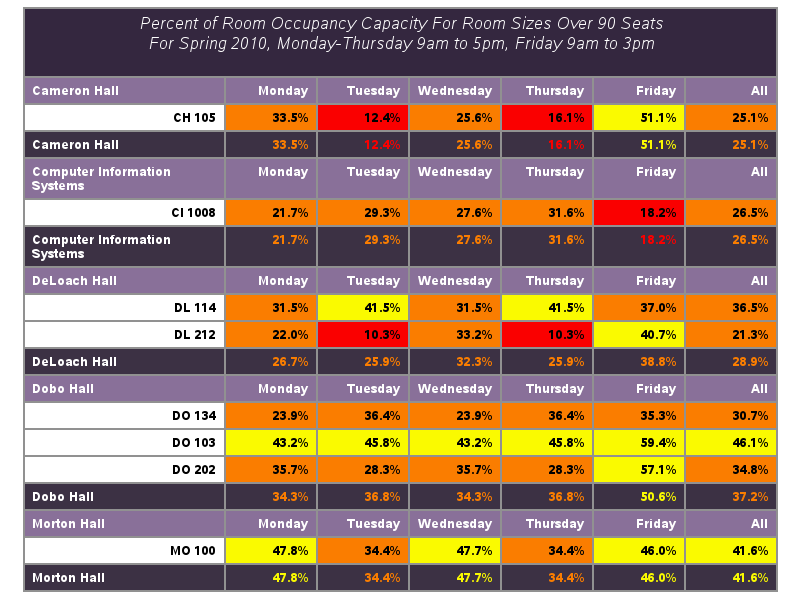 Percent of Room Occupancy Capacity For Room Sizes Over 90 Seats
For Spring 2010, Monday-Thursday 9am to 5pm, Friday 9am to 3pm
Cameron Hall Monday Tuesday Wednesday Thursday Friday All
CH 105 33.5% 12.4% 25.6% 16.1% 51.1% 25.1%
Cameron Hall 33.5% 12.4% 25.6% 16.1% 51.1% 25.1%
Computer Information Monday Tuesday Wednesday Thursday Friday All
Systems
CI 1008 21.7% 29.3% 27.6% 31.6% 18.2% 26.5%
Computer Information 21.7% 29.3% 27.6% 31.6% 18.2% 26.5%
Systems
DeLoach Hall Monday Tuesday Wednesday Thursday Friday All
DL 114 31.5% 41.5% 31.5% 41.5% 37.0% 36.5%
DL 212 22.0% 10.3% 33.2% 10.3% 40.7% 21.3%
DeLoach Hall 26.7% 25.9% 32.3% 25.9% 38.8% 28.9%
Dobo Hall Monday Tuesday Wednesday Thursday Friday All
DO 134 23.9% 36.4% 23.9% 36.4% 35.3% 30.7%
DO 103 43.2% 45.8% 43.2% 45.8% 59.4% 46.1%
DO 202 35.7% 28.3% 35.7% 28.3% 57.1% 34.8%
Dobo Hall 34.3% 36.8% 34.3% 36.8% 50.6% 37.2%
Morton Hall Monday Tuesday Wednesday Thursday Friday All
MO 100 47.8% 34.4% 47.7% 34.4% 46.0% 41.6%
Morton Hall 47.8% 34.4% 47.7% 34.4% 46.0% 41.6%